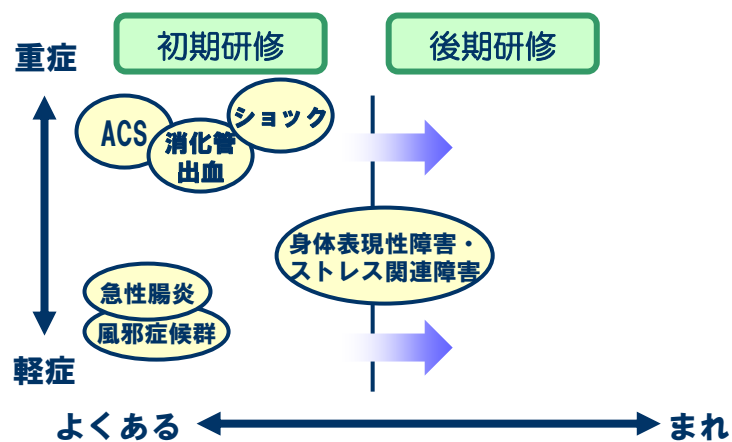 初期研修
後期研修
重症
ショック
ACS
消化管
出血
身体表現性障害・
ストレス関連障害
急性腸炎
風邪症候群
軽症
よくある
まれ